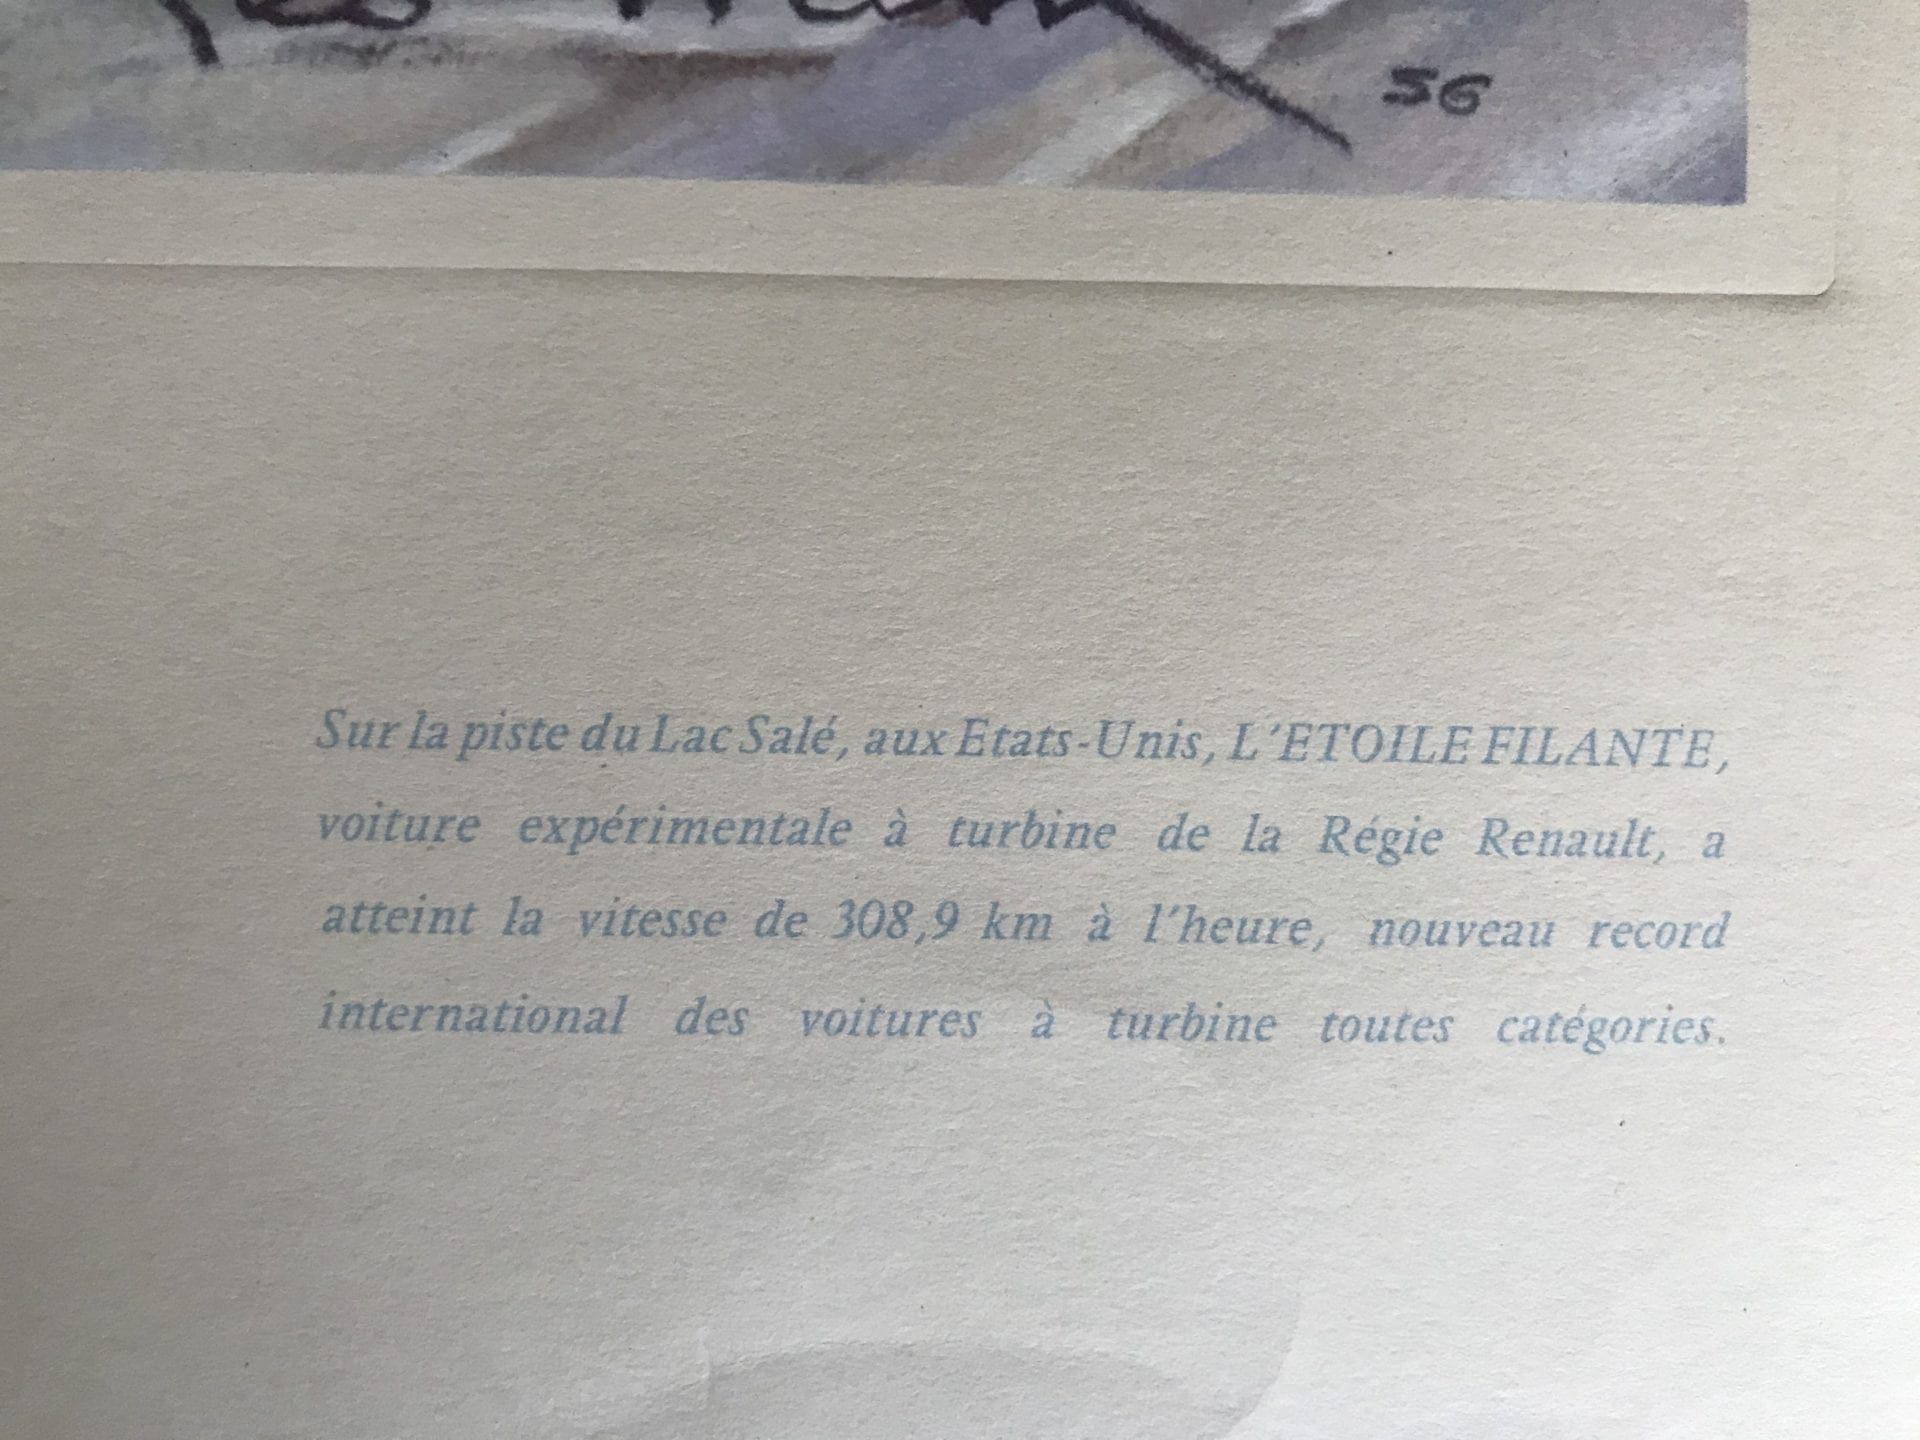 56
Sur la piste du Lac Salé, aux Etats-Unis, L'ETOILE FILANTE,
voiture expérimentale à turbine de la Régie Renault, a
atteint la vitesse de 308,9 km à l'heure, nouveau record
international des voitures à turbine toutes catégories.